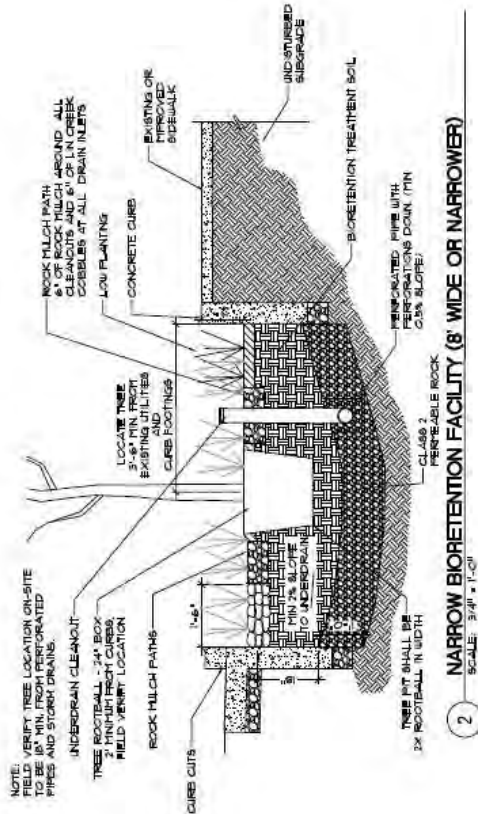 NOTE:
FIELD VERIFY TREE LOCATION ON-SITE
TO BE 18" MIN. FROM PERFORATED
PIPES AND STORM DRAINS.
UNDERDRAIN CLEANOUT
TREE ROOTBALL - 24" BOX
2' MINIMUM FROM CURBS,
FIELD VERIFY LOCATION
ROCK MULCH PATHS
CURB CUTS
1'-6"
LOCATE TREE
3'-6" MIN. FROM
EXISTING UTILITIES
AND
CURB FOOTINGS
ROCK MULCH PATH
6" OF ROCK MULCH AROUND ALL
CLEANOUTS AND 6" OF LIN CREEK
COBBLES AT ALL DRAIN INLETS
LOW PLANTING
CONCRETE CURB
EXISTING OR
IMPROVED
SIDEWALK
UNDISTURBED
SUBGRADE
MIN 2% SLOPE
TO UNDERDRAIN
BIORETENTION TREATMENT SOIL
PERFORATED PIPE WITH
PERFORATIONS DOWN. (MIN
0.5% SLOPE)
CLASS 2
PERMEABLE ROCK
TREE PIT SHALL BE
2X ROOTBALL IN WIDTH
2
NARROW BIORETENTION FACILITY (8' WIDE OR NARROWER)
SCALE: 3/4" = 1'-0"